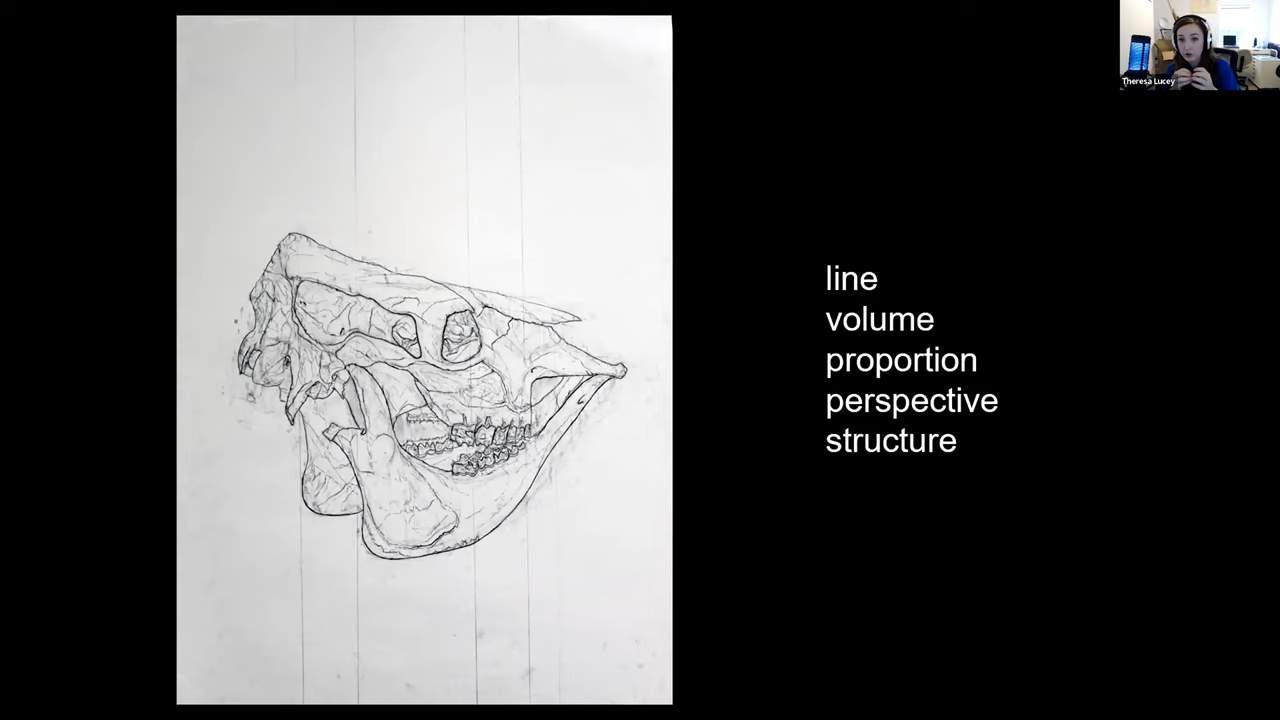 Theresa Lucey
line
volume
proportion
perspective
structure